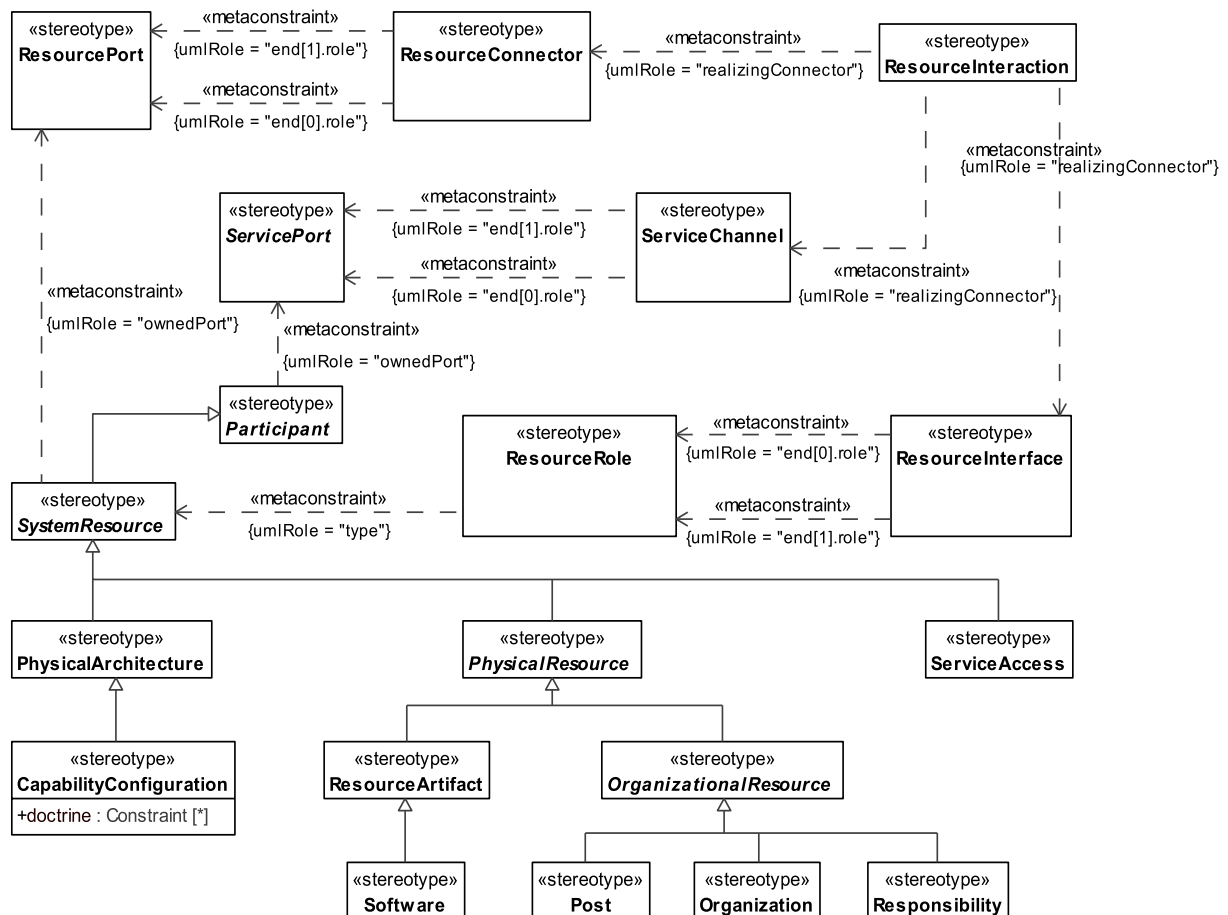 «stereotype»
ResourcePort
«metaconstraint»
{umlRole = "end[1].role"}
«metaconstraint»
{umlRole = "end[0].role"}
«stereotype»
ResourceConnector
«metaconstraint»
{umlRole = "realizingConnector"}
«stereotype»
ResourceInteraction
«metaconstraint»
{umlRole = "realizingConnector"}
«stereotype»
ServicePort
«metaconstraint»
{umlRole = "end[1].role"}
«metaconstraint»
{umlRole = "end[0].role"}
«stereotype»
ServiceChannel
«metaconstraint»
{umlRole = "realizingConnector"}
«metaconstraint»
{umlRole = "ownedPort"}
«metaconstraint»
{umlRole = "ownedPort"}
«stereotype»
Participant
«stereotype»
ResourceRole
«metaconstraint»
{umlRole = "end[0].role"}
«metaconstraint»
{umlRole = "end[1].role"}
«stereotype»
ResourceInterface
«stereotype»
SystemResource
«metaconstraint»
{umlRole = "type"}
«stereotype»
PhysicalArchitecture
«stereotype»
PhysicalResource
«stereotype»
ServiceAccess
«stereotype»
CapabilityConfiguration
+doctrine : Constraint [*]
«stereotype»
ResourceArtifact
«stereotype»
OrganizationalResource
«stereotype»
Software
«stereotype»
Post
«stereotype»
Organization
«stereotype»
Responsibility